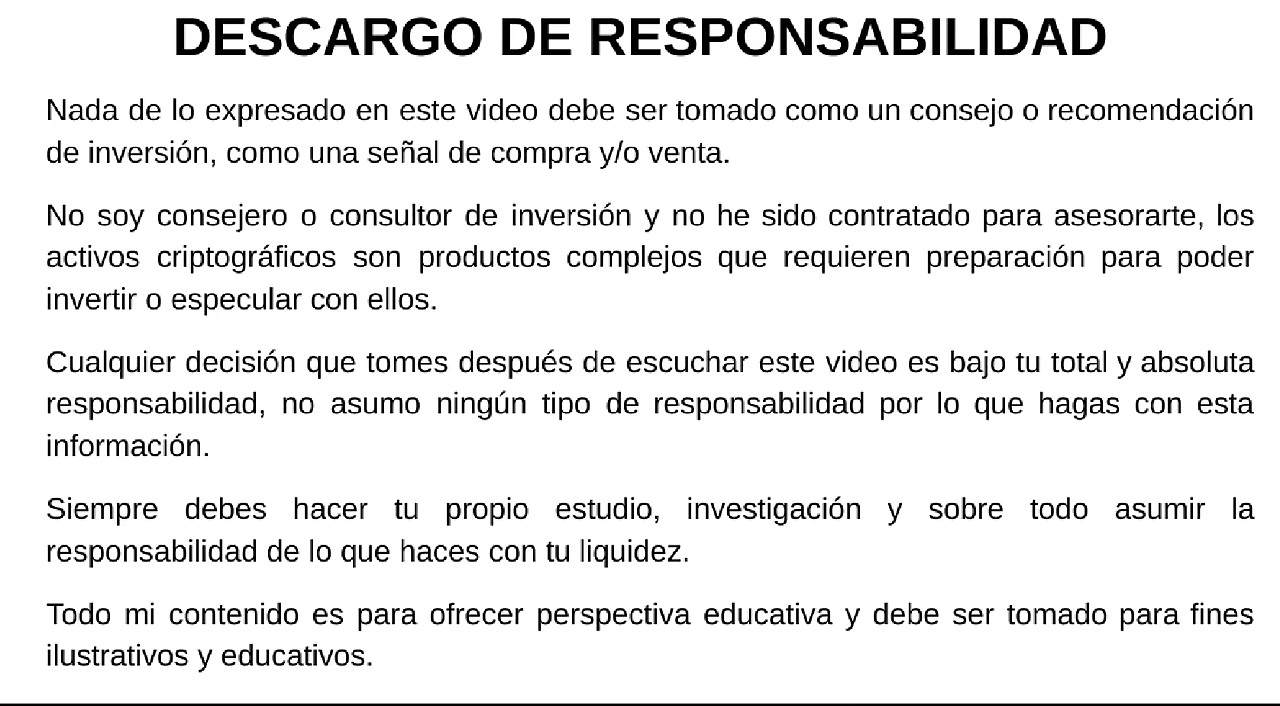 DESCARGO DE RESPONSABILIDAD
Nada de lo expresado en este video debe ser tomado como un consejo o recomendación
de inversión, como una señal de compra y/o venta.
No soy consejero o consultor de inversión y no he sido contratado para asesorarte, los
activos criptográficos son productos complejos que requieren preparación para poder
invertir o especular con ellos.
Cualquier decisión que tomes después de escuchar este video es bajo tu total y absoluta
responsabilidad, no asumo ningún tipo de responsabilidad por lo que hagas con esta
información.
Siempre debes hacer tu propio estudio, investigación y sobre todo asumir la
responsabilidad de lo que haces con tu liquidez.
Todo mi contenido es para ofrecer perspectiva educativa y debe ser tomado para fines
ilustrativos y educativos.